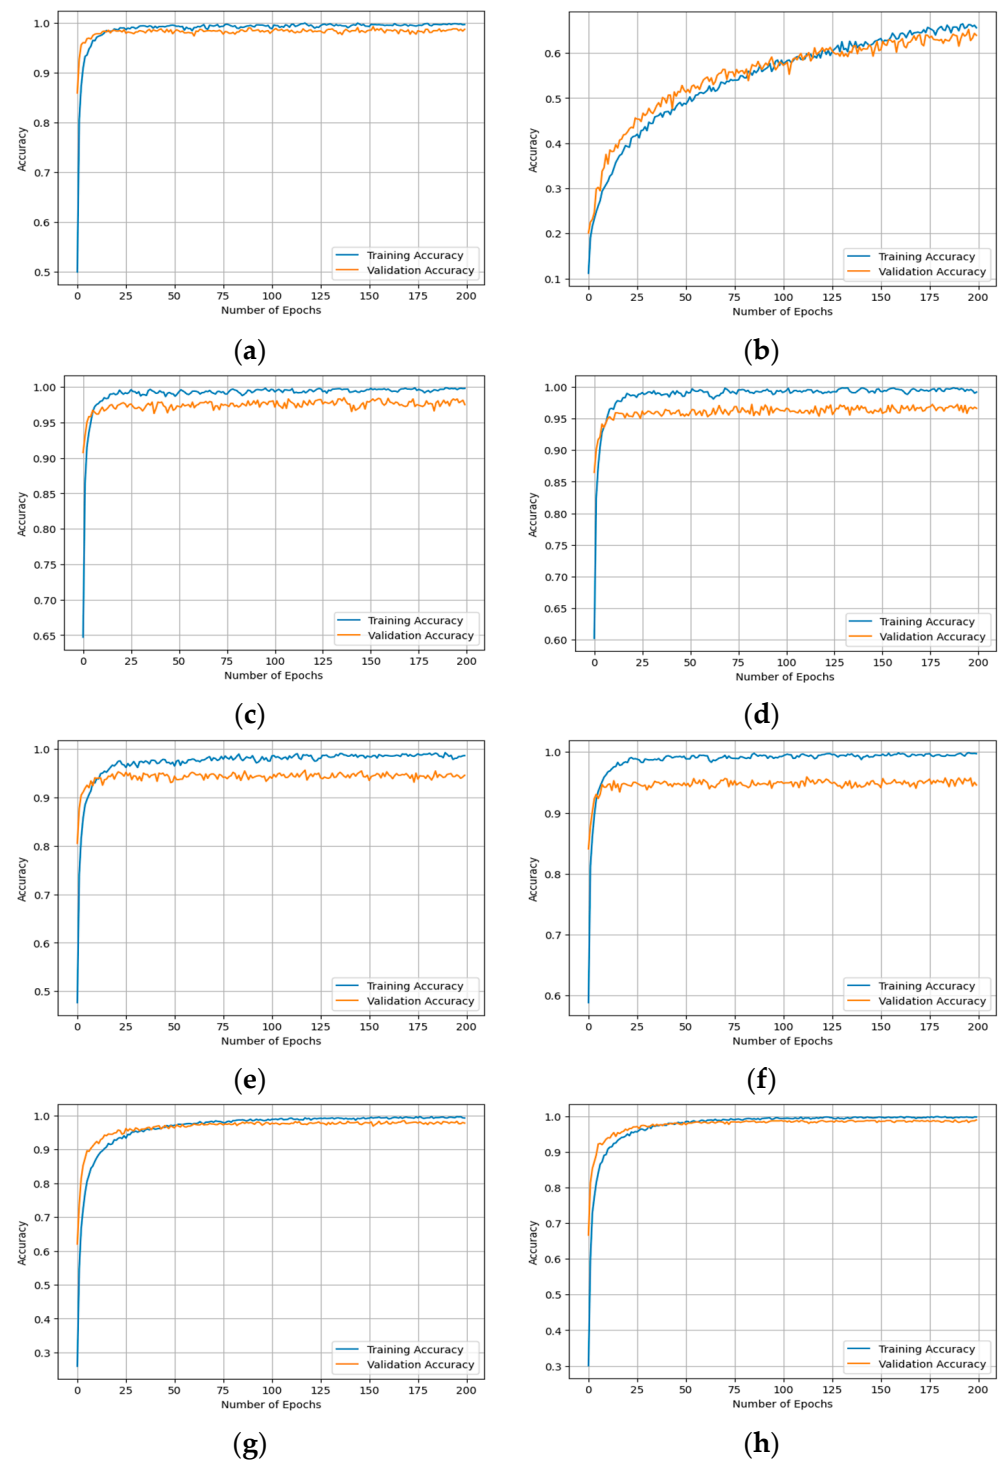 1.0
0.9
0.8
0.7
0.6
0.5
Accuracy
Training Accuracy
Validation Accuracy
0 25 50 75 100 125 150 175 200
Number of Epochs
(a)
0.6
0.5
0.4
0.3
0.2
0.1
Accuracy
Training Accuracy
Validation Accuracy
0 25 50 75 100 125 150 175 200
Number of Epochs
(b)
1.00
0.95
0.90
0.85
0.80
0.75
0.70
0.65
Accuracy
Training Accuracy
Validation Accuracy
0 25 50 75 100 125 150 175 200
Number of Epochs
(c)
1.00
0.95
0.90
0.85
0.80
0.75
0.70
0.65
0.60
Accuracy
Training Accuracy
Validation Accuracy
0 25 50 75 100 125 150 175 200
Number of Epochs
(d)
1.0
0.9
0.8
0.7
0.6
0.5
Accuracy
Training Accuracy
Validation Accuracy
0 25 50 75 100 125 150 175 200
Number of Epochs
(e)
1.0
0.9
0.8
0.7
0.6
Accuracy
Training Accuracy
Validation Accuracy
0 25 50 75 100 125 150 175 200
Number of Epochs
(f)
1.0
0.9
0.8
0.7
0.6
0.5
0.4
0.3
Accuracy
Training Accuracy
Validation Accuracy
0 25 50 75 100 125 150 175 200
Number of Epochs
(g)
1.0
0.9
0.8
0.7
0.6
0.5
0.4
0.3
Accuracy
Training Accuracy
Validation Accuracy
0 25 50 75 100 125 150 175 200
Number of Epochs
(h)